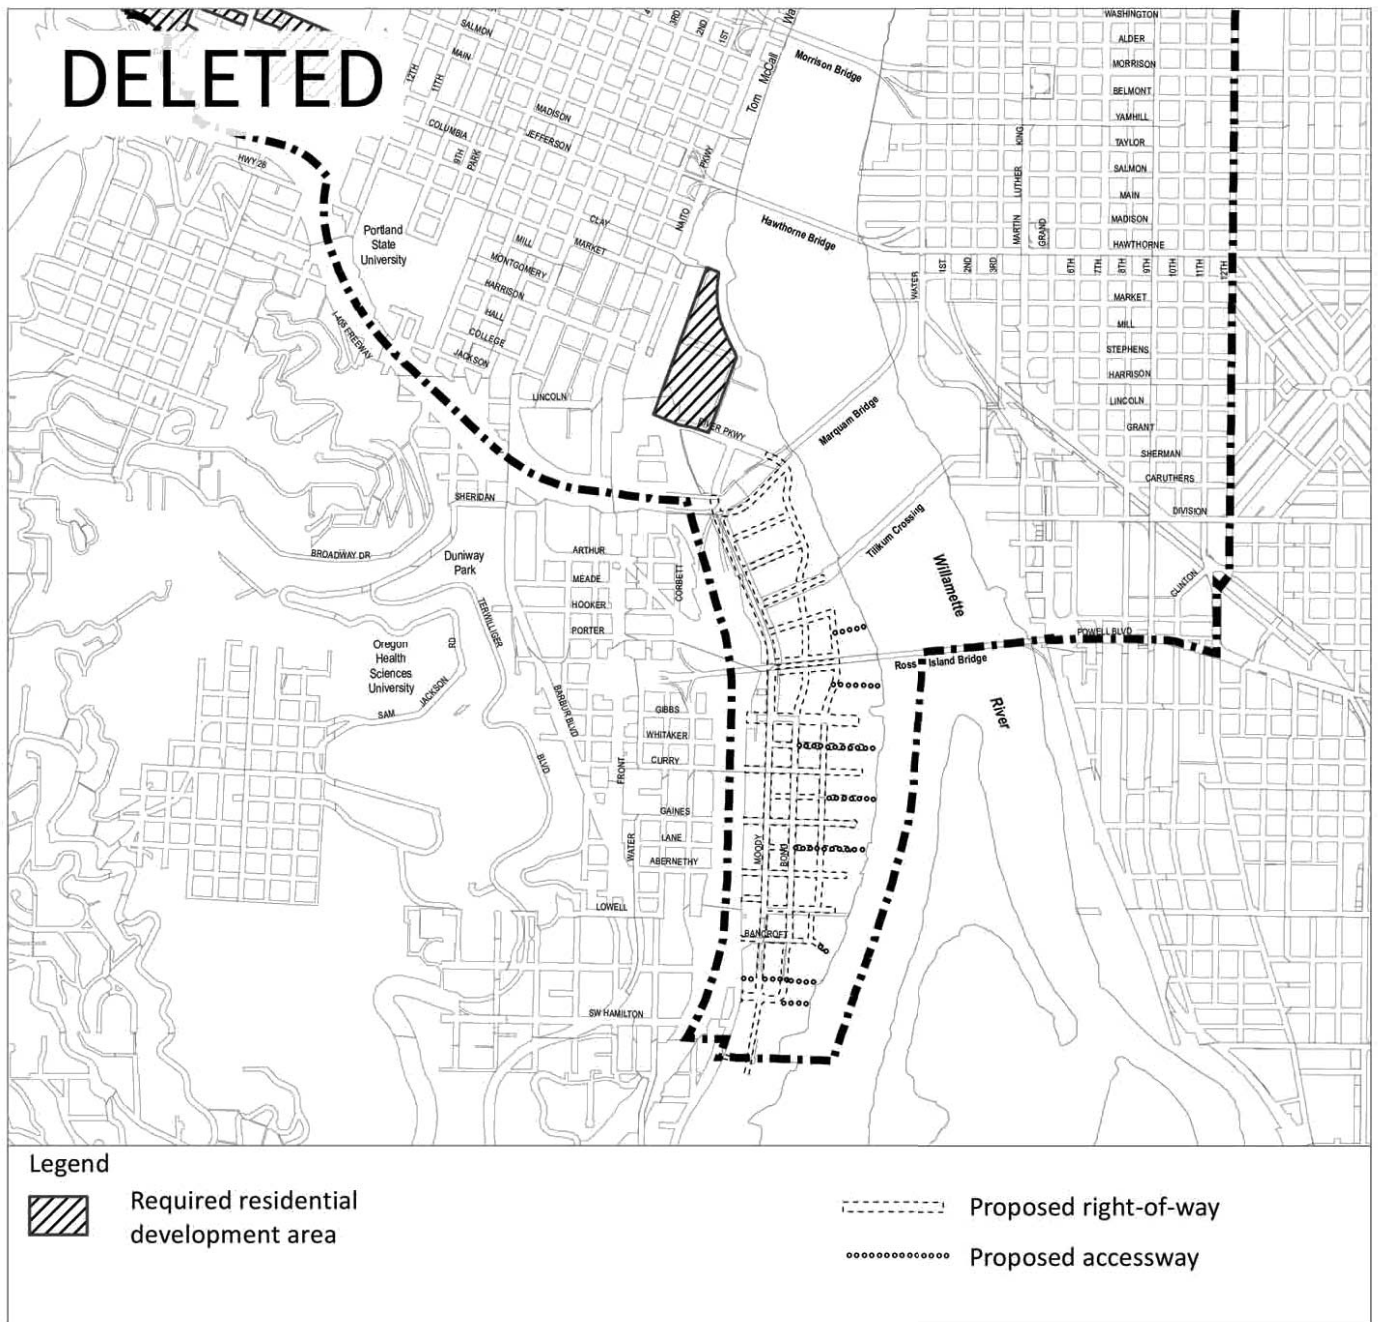 DELETED
WASHINGTON
ALDER
MORRISON
BELMONT
YAMHILL
TAYLOR
SALMON
MAIN
MADISON
HAWTHORNE
MARTIN LUTHER KING
GRAND
WATER
1ST
2ND
3RD
6TH
7TH
8TH
9TH
10TH
11TH
12TH
MARKET
MILL
STEPHENS
HARRISON
LINCOLN
GRANT
SHERMAN
CARUTHERS
DIVISION
CLINTON
POWELL BLVD
3RD
2ND
1ST
SALMON
MAIN
12TH
11TH
MADISON
JEFFERSON
COLUMBIA
9TH
PARK
CLAY
MARKET
MILL
MONTGOMERY
HARRISON
HALL
COLLEGE
JACKSON
LINCOLN
NAITO
PKWY
Tom McCall
Morrison Bridge
Hawthorne Bridge
Marquam Bridge
Tilikum Crossing
Ross Island Bridge
Willamette
River
RIVER PKWY
HWY 26
I-405 FREEWAY
Portland
State
University
SHERIDAN
BROADWAY DR
Duniway
Park
ARTHUR
MEADE
HOOKER
PORTER
CORBETT
TERWILLIGER
BLVD
BARBUR BLVD
Oregon
Health
Sciences
University
SAM
JACKSON
RD
GIBBS
WHITAKER
CURRY
FRONT
GAINES
LANE
ABERNETHY
WATER
LOWELL
MOODY
BOND
BANCROFT
SW HAMILTON
Legend
Required residential
development area
Proposed right-of-way
Proposed accessway